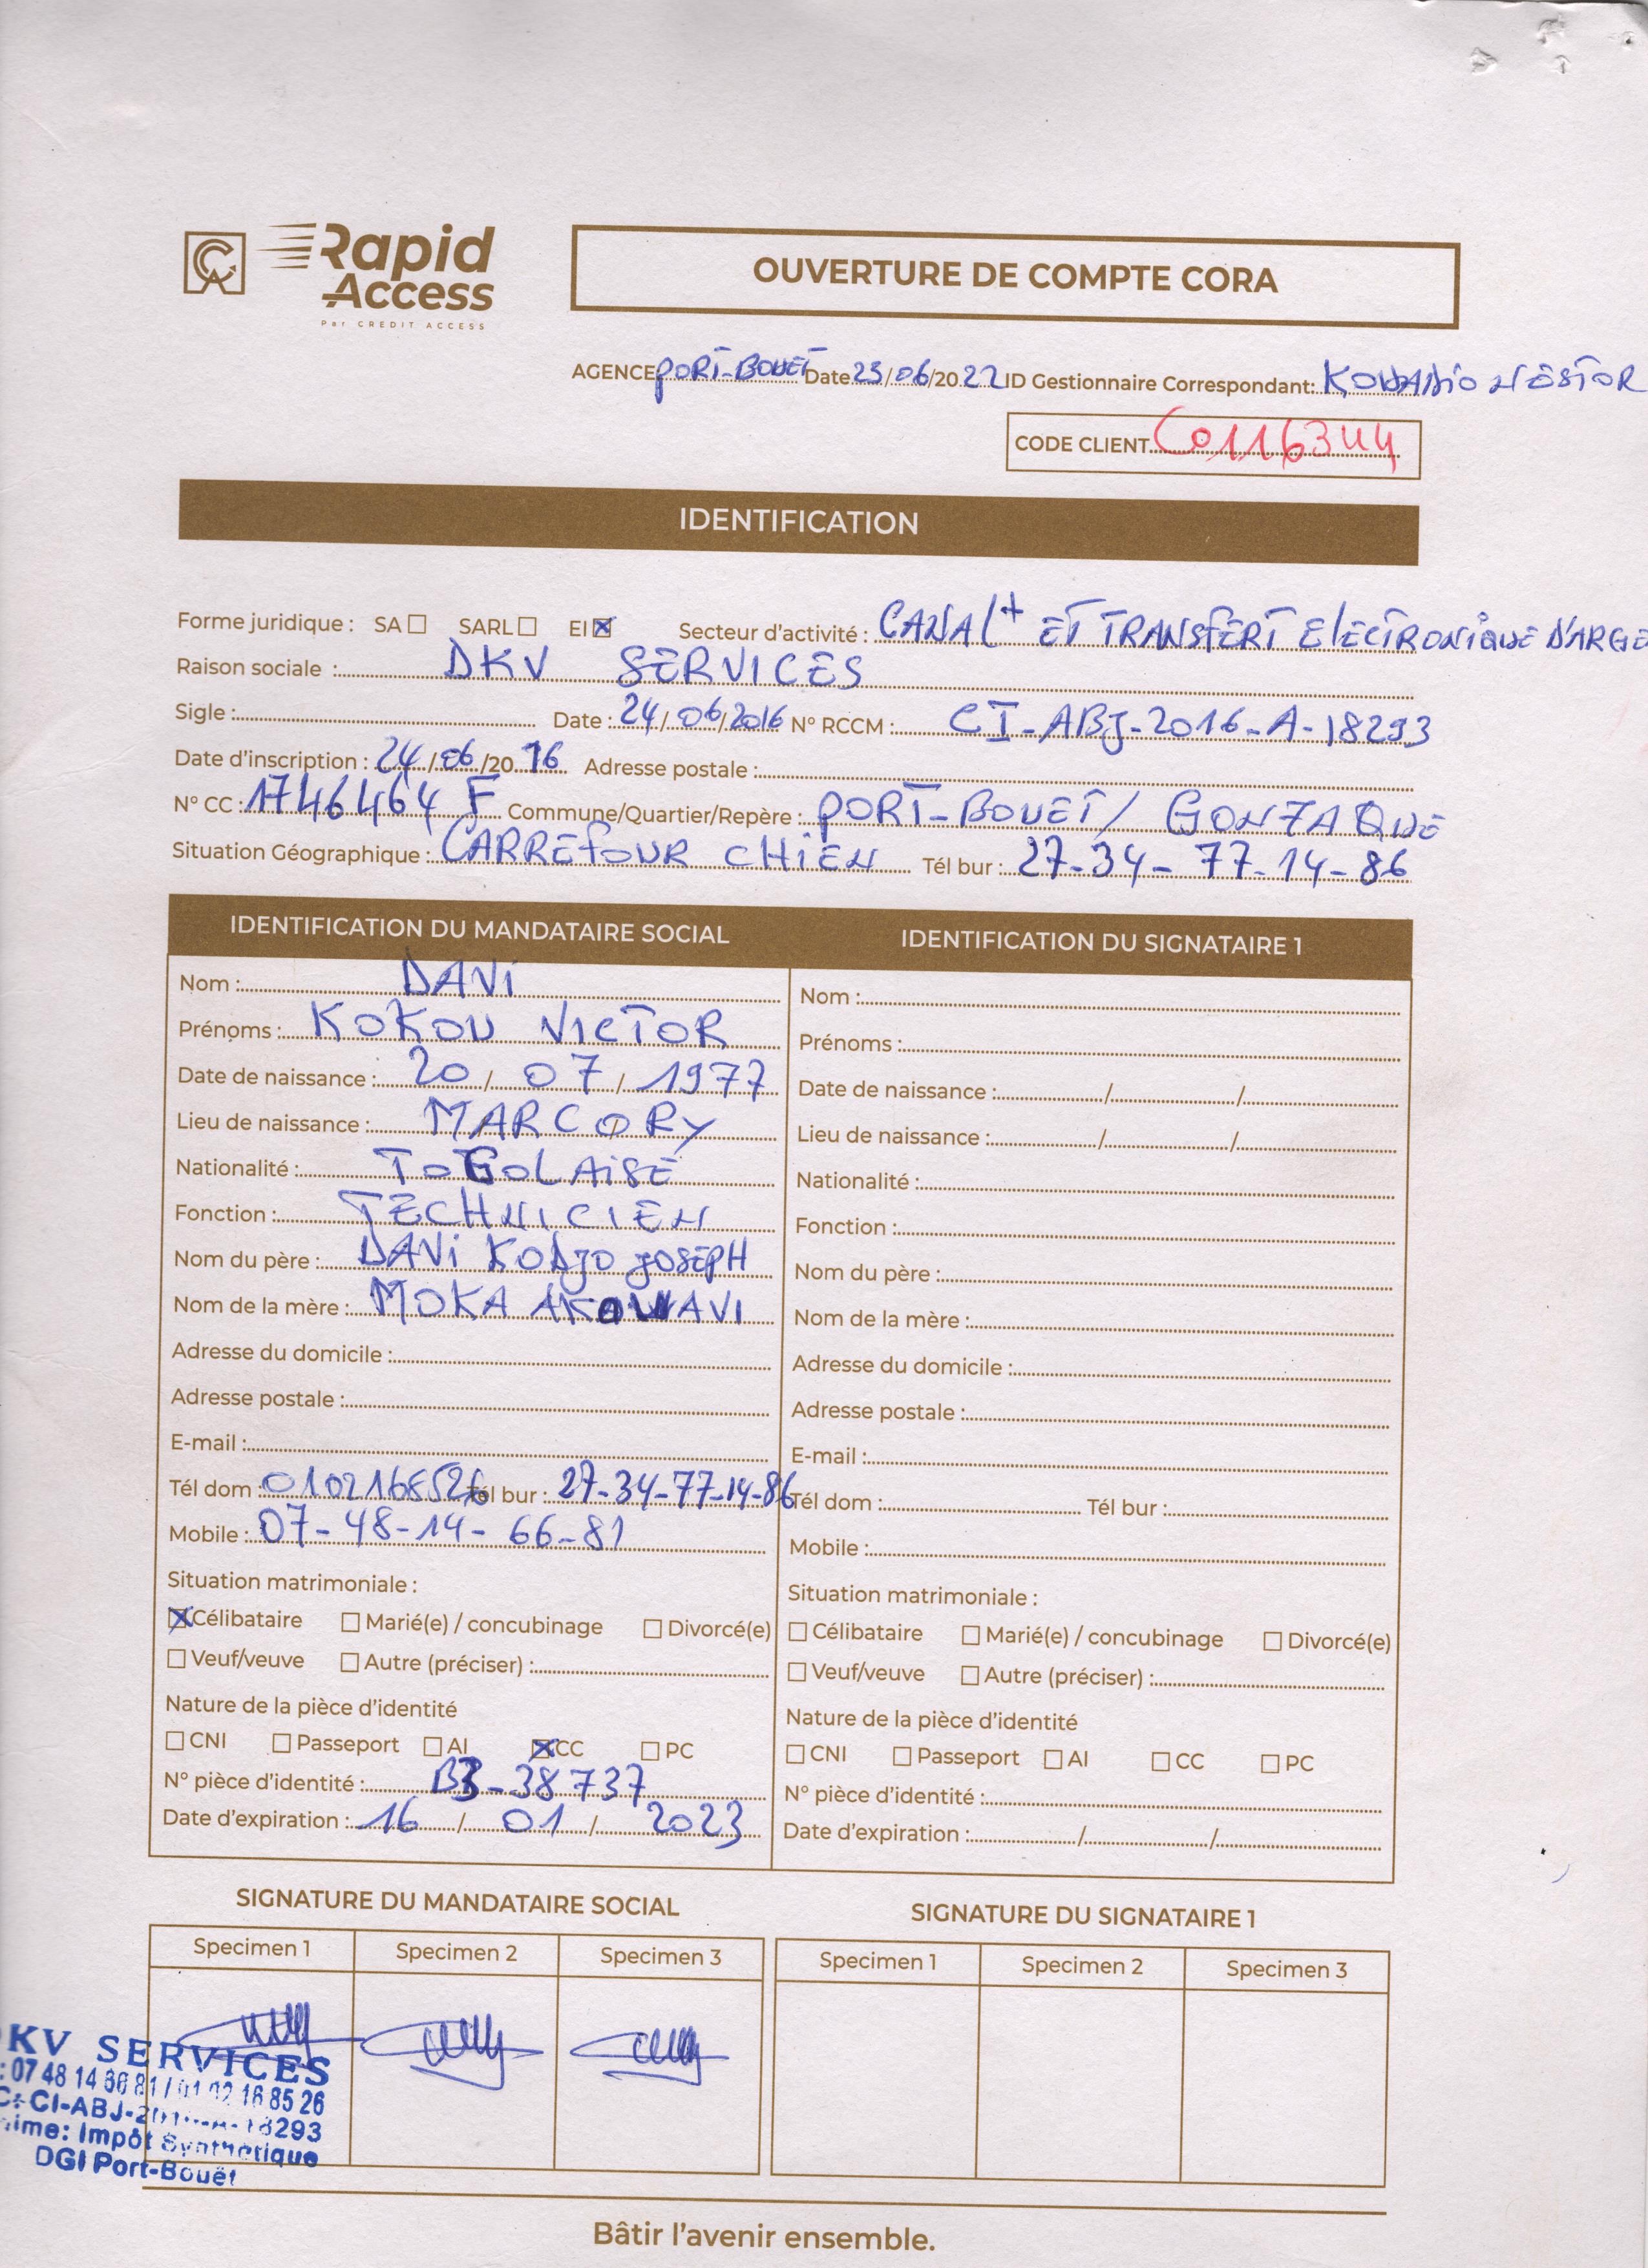 Rapid
Access
Par CREDIT ACCESS
OUVERTURE DE COMPTE CORA
AGENCE PORT-BOUET Date 23/06/2022 ID Gestionnaire Correspondant: KOUADIO NESTOR
CODE CLIENT C0116344
IDENTIFICATION
Forme juridique : SA ☐ SARL ☐ EI ☒ Secteur d'activité : CANAL+ ET TRANSFERT ELECTRONIQUE D'ARGE
Raison sociale : DKV SERVICES
Sigle : Date : 24/06/2016 N° RCCM : CI-ABJ-2016-A-18293
Date d'inscription : 24/06/2016 Adresse postale :
N° CC : 1746464 F Commune/Quartier/Repère : PORT-BOUET/ GONZAQUE
Situation Géographique : CARREFOUR CHIEN Tél bur : 27-34-77-14-86
IDENTIFICATION DU MANDATAIRE SOCIAL
Nom : DAVI
Prénoms : KOKOU VICTOR
Date de naissance : 20/07/1977
Lieu de naissance : MARCORY
Nationalité : TOGOLAISE
Fonction : TECHNICIEN
Nom du père : DAVI KODJO JOSEPH
Nom de la mère : MOKA AKOUAVI
Adresse du domicile :
Adresse postale :
E-mail :
Tél dom : 0102168526 Tél bur : 27-34-77-14-86
Mobile : 07-48-14-66-81
Situation matrimoniale :
☒ Célibataire ☐ Marié(e) / concubinage ☐ Divorcé(e)
☐ Veuf/veuve ☐ Autre (préciser) :
Nature de la pièce d'identité
☐ CNI ☐ Passeport ☐ AI ☒ CC ☐ PC
N° pièce d'identité : B3-38737
Date d'expiration : 16/01/2023
IDENTIFICATION DU SIGNATAIRE 1
Nom :
Prénoms :
Date de naissance : / /
Lieu de naissance : / /
Nationalité :
Fonction :
Nom du père :
Nom de la mère :
Adresse du domicile :
Adresse postale :
E-mail :
Tél dom : Tél bur :
Mobile :
Situation matrimoniale :
☐ Célibataire ☐ Marié(e) / concubinage ☐ Divorcé(e)
☐ Veuf/veuve ☐ Autre (préciser) :
Nature de la pièce d'identité
☐ CNI ☐ Passeport ☐ AI ☐ CC ☐ PC
N° pièce d'identité :
Date d'expiration : / /
SIGNATURE DU MANDATAIRE SOCIAL
Specimen 1 Specimen 2 Specimen 3
SIGNATURE DU SIGNATAIRE 1
Specimen 1 Specimen 2 Specimen 3
KV SERVICES
: 07 48 14 66 81 / 01 02 16 85 26
C: CI-ABJ-2016-A-18293
ime: Impôt Synthétique
DGI Port-Bouët
Bâtir l'avenir ensemble.